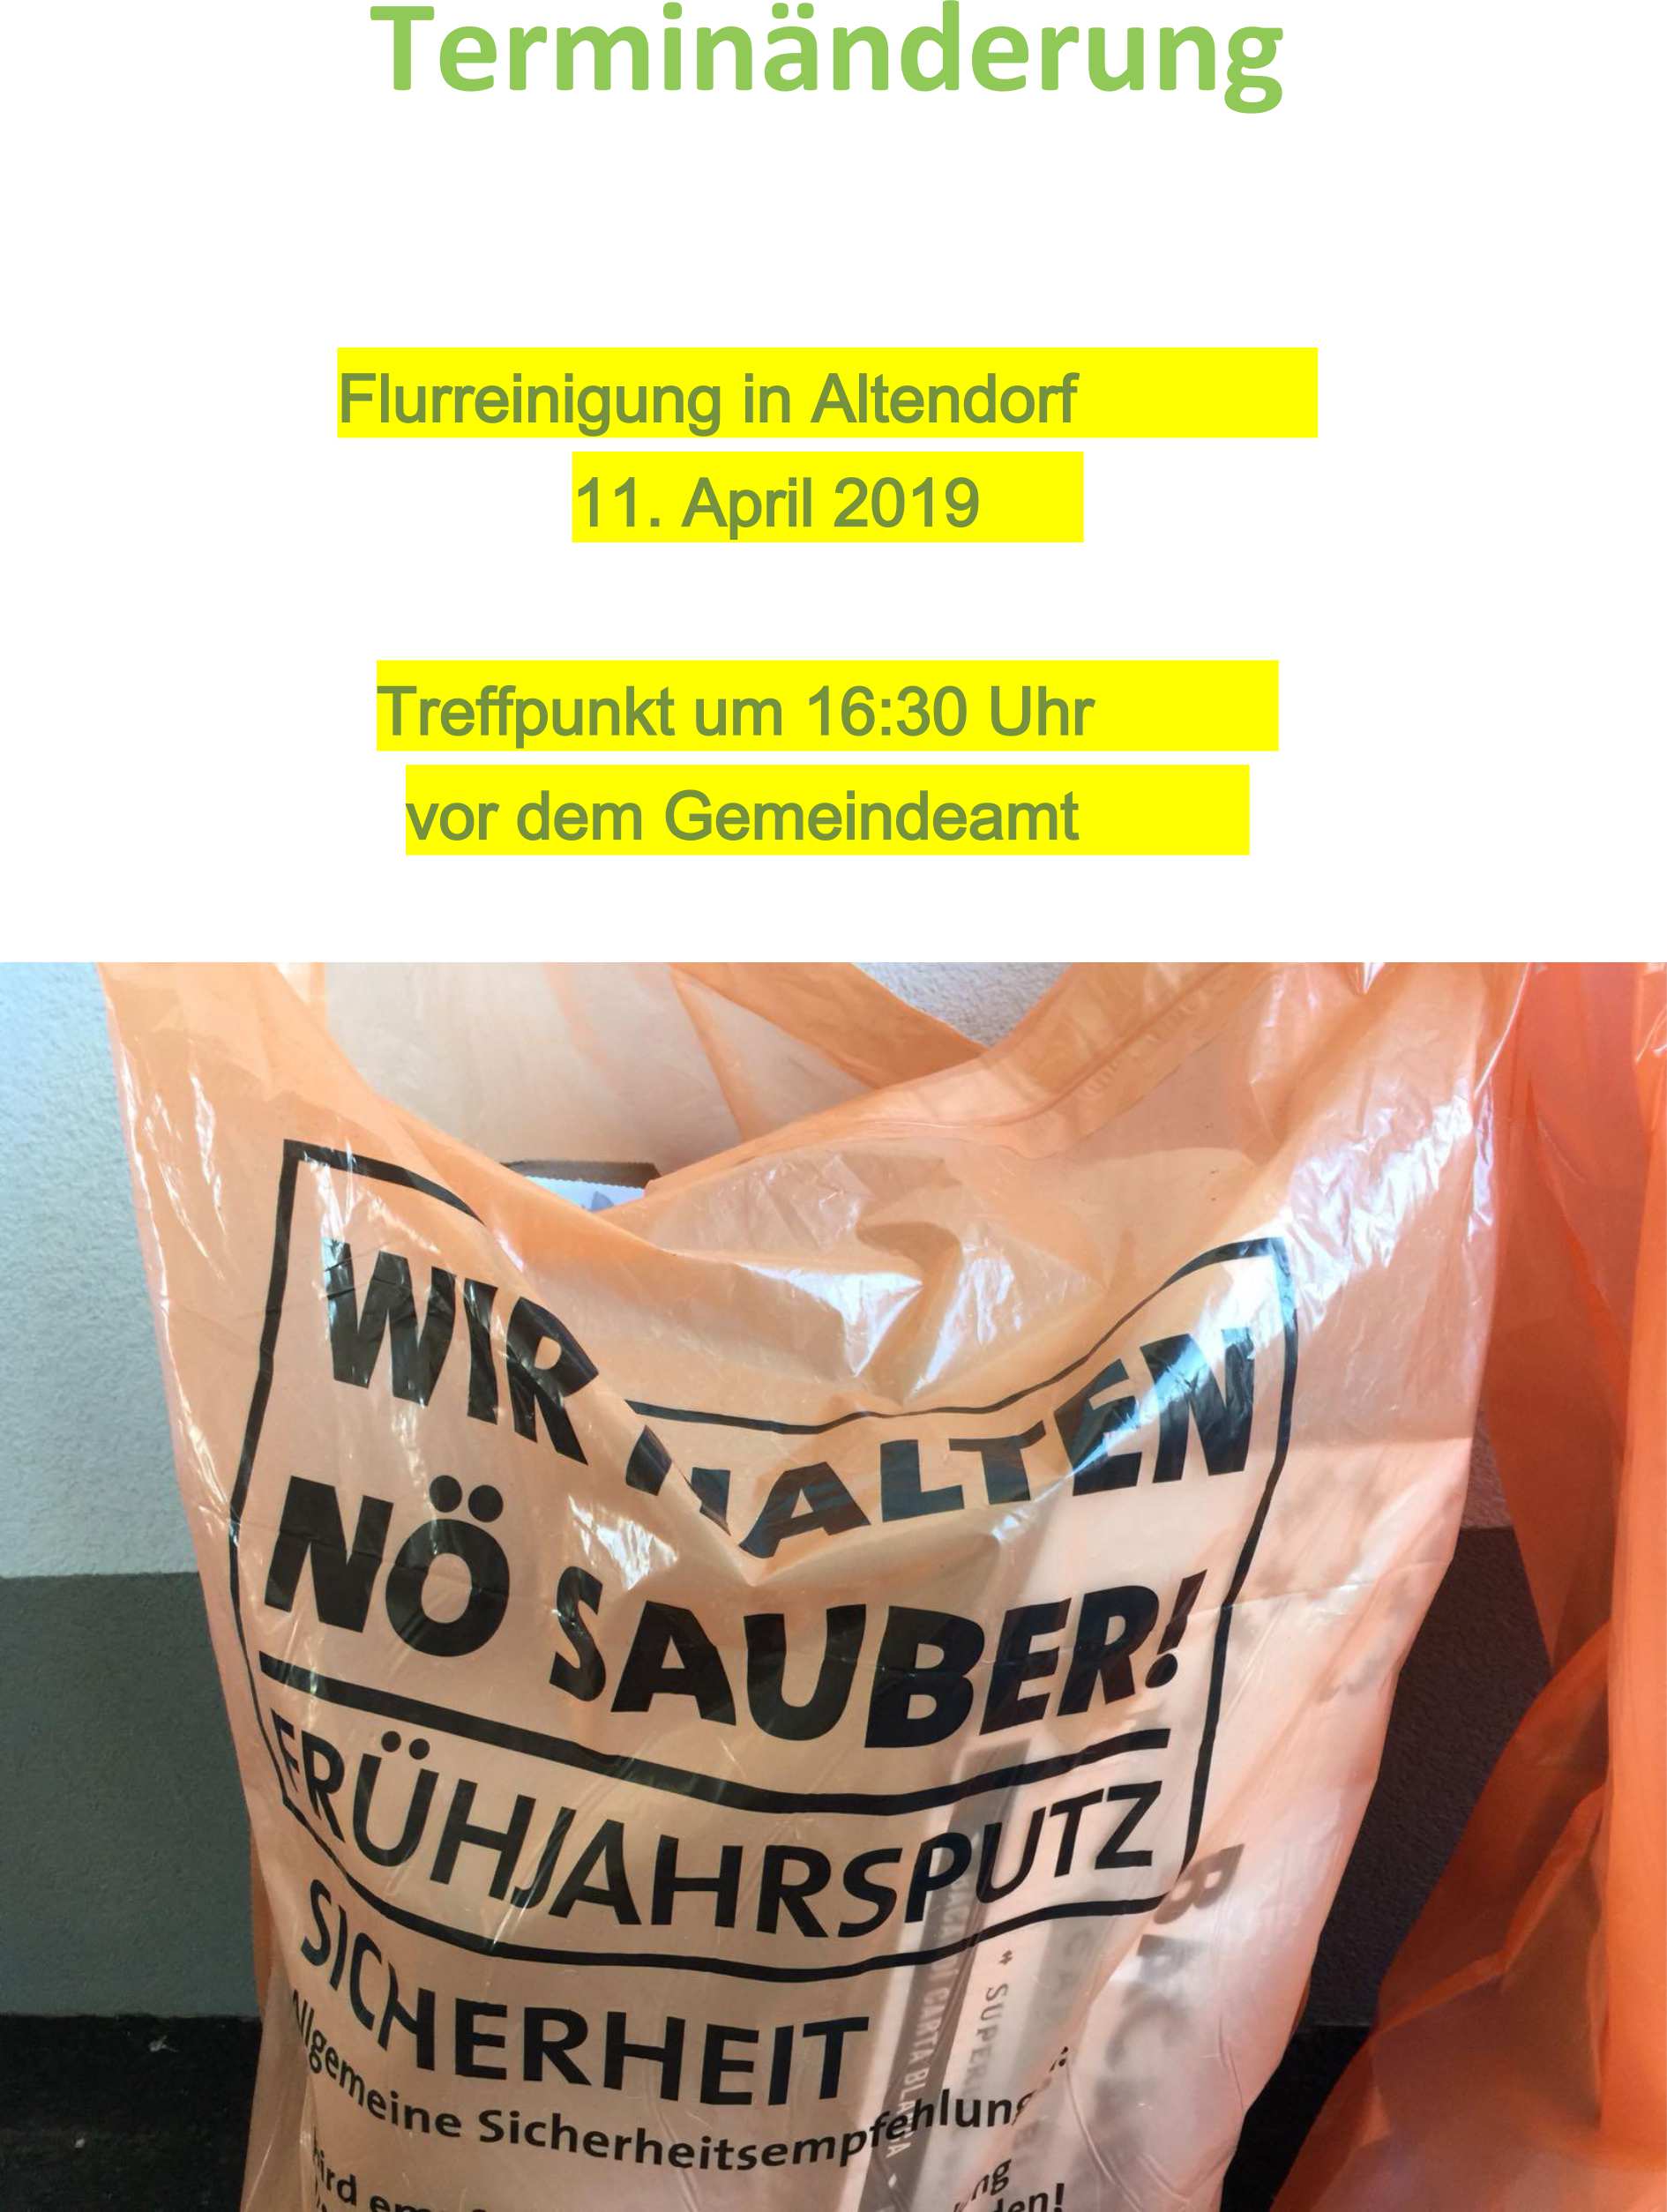 Terminänderung
Flurreinigung in Altendorf
11. April 2019
Treffpunkt um 16:30 Uhr
vor dem Gemeindeamt
WIR HALTEN
NÖ SAUBER!
FRÜHJAHRSPUTZ
SICHERHEIT
Allgemeine Sicherheitsempfehlung